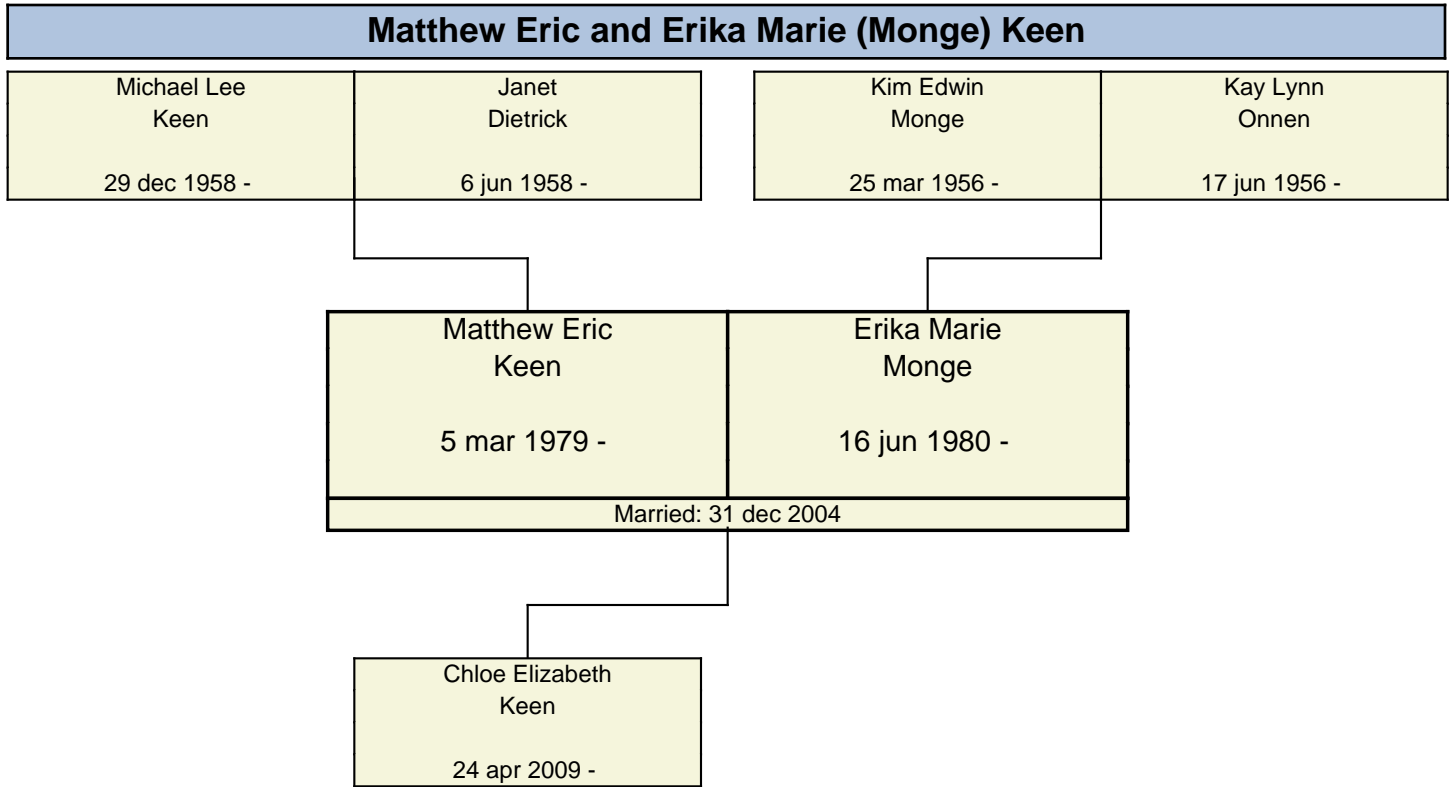 Matthew Eric and Erika Marie (Monge) Keen
Michael Lee
Keen
29 dec 1958 -
Janet
Dietrick
6 jun 1958 -
Kim Edwin
Monge
25 mar 1956 -
Kay Lynn
Onnen
17 jun 1956 -
Matthew Eric
Keen
5 mar 1979 -
Erika Marie
Monge
16 jun 1980 -
Married: 31 dec 2004
Chloe Elizabeth
Keen
24 apr 2009 -